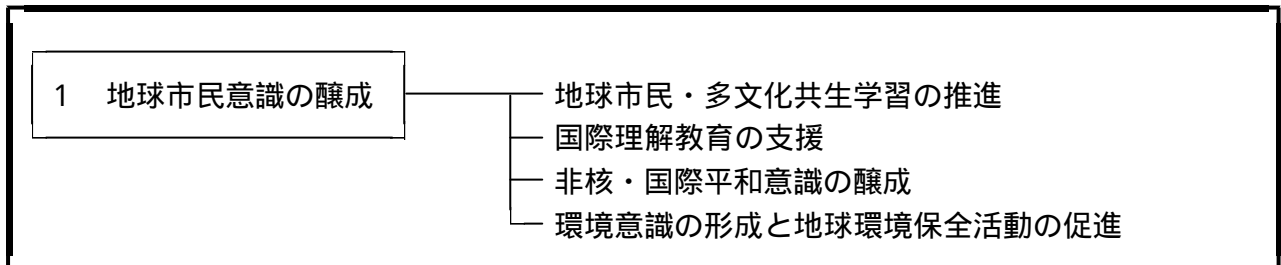 1　地球市民意識の醸成
地球市民・多文化共生学習の推進
国際理解教育の支援
非核・国際平和意識の醸成
環境意識の形成と地球環境保全活動の促進